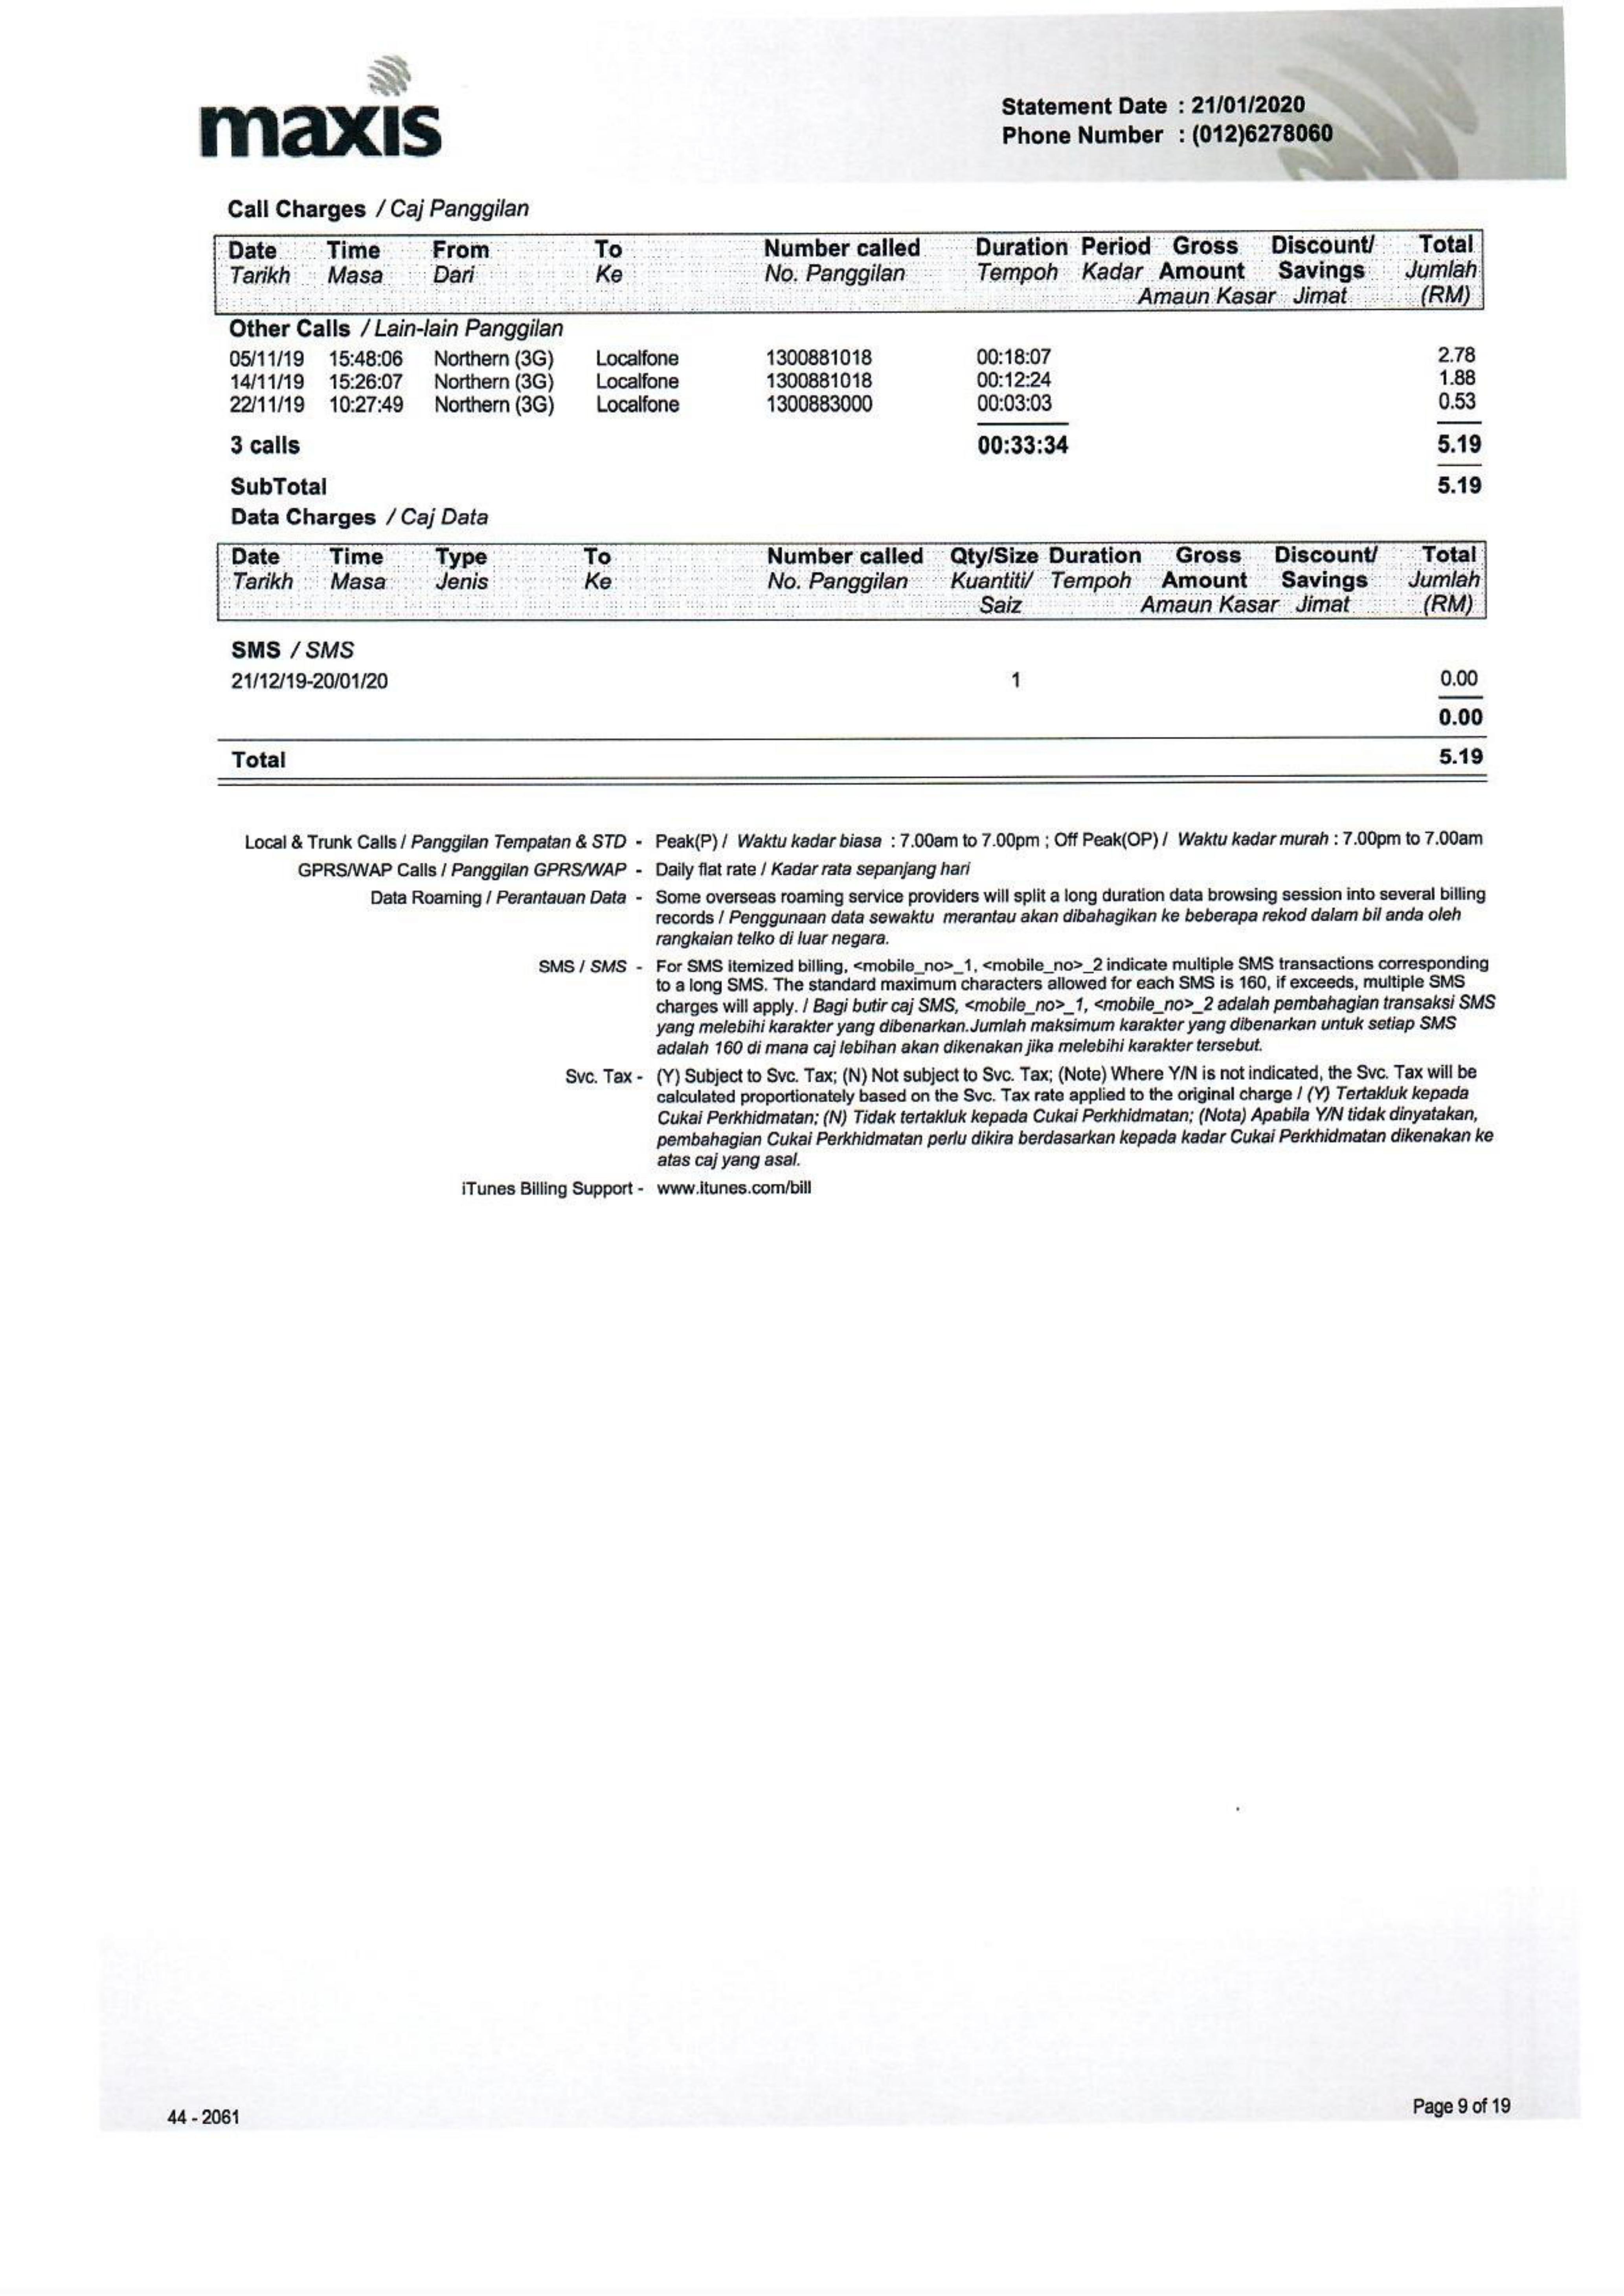 maxis
Statement Date : 21/01/2020
Phone Number : (012)6278060
Call Charges / Caj Panggilan
Date Time From To Number called Duration Period Gross Discount/ Total
Tarikh Masa Dari Ke No. Panggilan Tempoh Kadar Amount Savings Jumlah
Amaun Kasar Jimat (RM)
Other Calls / Lain-lain Panggilan
05/11/19 15:48:06 Northern (3G) Localfone 1300881018 00:18:07 2.78
14/11/19 15:26:07 Northern (3G) Localfone 1300881018 00:12:24 1.88
22/11/19 10:27:49 Northern (3G) Localfone 1300883000 00:03:03 0.53
3 calls 00:33:34 5.19
SubTotal 5.19
Data Charges / Caj Data
Date Time Type To Number called Qty/Size Duration Gross Discount/ Total
Tarikh Masa Jenis Ke No. Panggilan Kuantiti/ Tempoh Amount Savings Jumlah
Saiz Amaun Kasar Jimat (RM)
SMS / SMS
21/12/19-20/01/20 1 0.00
0.00
Total 5.19
Local & Trunk Calls / Panggilan Tempatan & STD - Peak(P) / Waktu kadar biasa : 7.00am to 7.00pm ; Off Peak(OP) / Waktu kadar murah : 7.00pm to 7.00am
GPRS/WAP Calls / Panggilan GPRS/WAP - Daily flat rate / Kadar rata sepanjang hari
Data Roaming / Perantauan Data - Some overseas roaming service providers will split a long duration data browsing session into several billing
records / Penggunaan data sewaktu merantau akan dibahagikan ke beberapa rekod dalam bil anda oleh
rangkaian telko di luar negara.
SMS / SMS - For SMS itemized billing, <mobile_no>_1, <mobile_no>_2 indicate multiple SMS transactions corresponding
to a long SMS. The standard maximum characters allowed for each SMS is 160, if exceeds, multiple SMS
charges will apply. / Bagi butir caj SMS, <mobile_no>_1, <mobile_no>_2 adalah pembahagian transaksi SMS
yang melebihi karakter yang dibenarkan.Jumlah maksimum karakter yang dibenarkan untuk setiap SMS
adalah 160 di mana caj lebihan akan dikenakan jika melebihi karakter tersebut.
Svc. Tax - (Y) Subject to Svc. Tax; (N) Not subject to Svc. Tax; (Note) Where Y/N is not indicated, the Svc. Tax will be
calculated proportionately based on the Svc. Tax rate applied to the original charge / (Y) Tertakluk kepada
Cukai Perkhidmatan; (N) Tidak tertakluk kepada Cukai Perkhidmatan; (Nota) Apabila Y/N tidak dinyatakan,
pembahagian Cukai Perkhidmatan perlu dikira berdasarkan kepada kadar Cukai Perkhidmatan dikenakan ke
atas caj yang asal.
iTunes Billing Support - www.itunes.com/bill
44 - 2061
Page 9 of 19